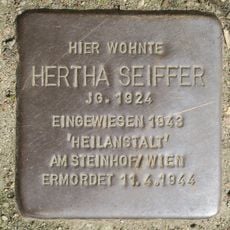 HIER WOHNTE
HERTHA SEIFFER
JG. 1924
EINGEWIESEN 1943
'HEILANSTALT'
AM STEINHOF/WIEN
ERMORDET 11.4.1944